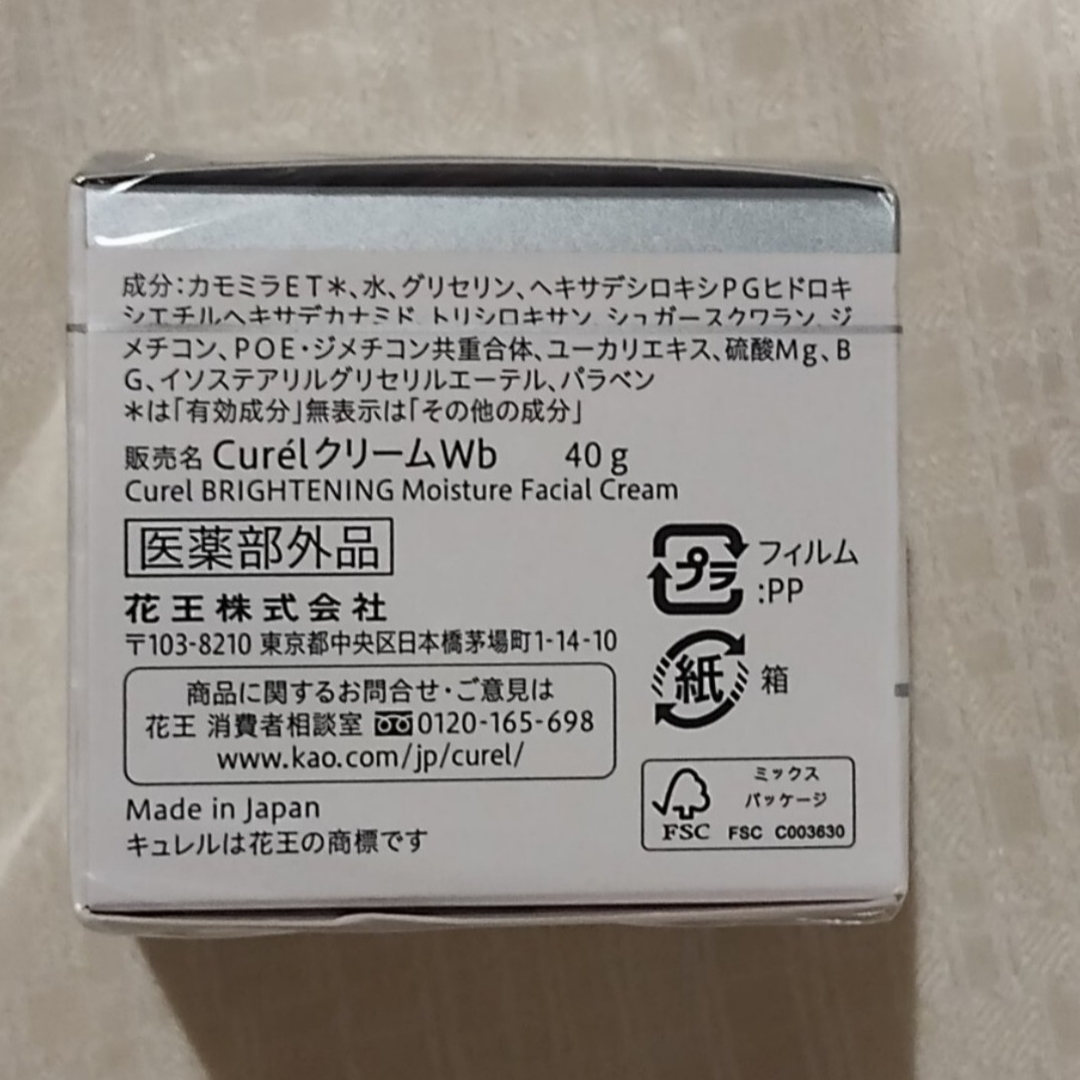 成分:カモミラET＊、水、グリセリン、ヘキサデシロキシPGヒドロキ
シエチルヘキサデカナミド、トリシロキサン、シュガースクワラン、ジ
メチコン、POE・ジメチコン共重合体、ユーカリエキス、硫酸Mg、B
G、イソステアリルグリセリルエーテル、パラベン
＊は「有効成分」無表示は「その他の成分」
販売名 CurélクリームWb 40g
Curel BRIGHTENING Moisture Facial Cream
医薬部外品
花王株式会社
〒103-8210 東京都中央区日本橋茅場町1-14-10
商品に関するお問合せ・ご意見は
花王 消費者相談室 0120-165-698
www.kao.com/jp/curel/
Made in Japan
キュレルは花王の商標です
プラ
フィルム
:PP
紙
箱
ミックス
パッケージ
FSC
FSC C003630